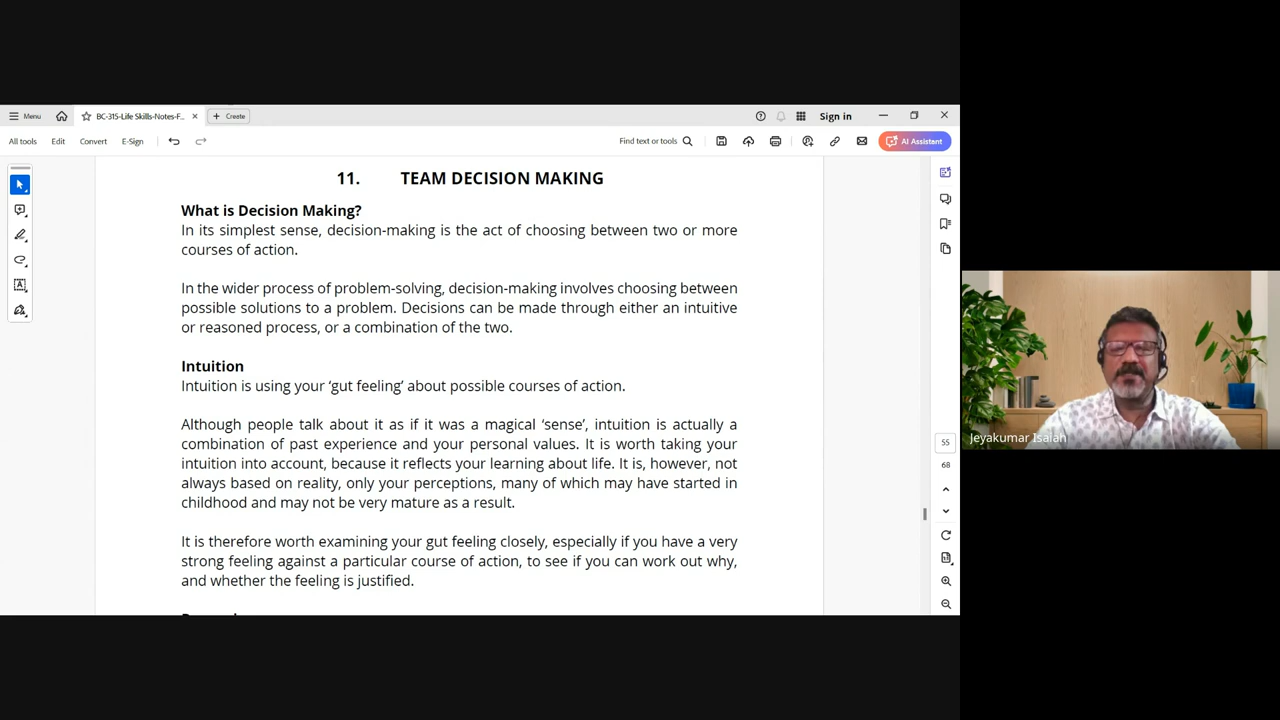 Menu
BC-315-Life Skills-Notes-F...
Create
Sign in
All tools
Edit
Convert
E-Sign
Find text or tools
AI Assistant
11. TEAM DECISION MAKING
What is Decision Making?
In its simplest sense, decision-making is the act of choosing between two or more
courses of action.
In the wider process of problem-solving, decision-making involves choosing between
possible solutions to a problem. Decisions can be made through either an intuitive
or reasoned process, or a combination of the two.
Intuition
Intuition is using your ‘gut feeling’ about possible courses of action.
Although people talk about it as if it was a magical ‘sense’, intuition is actually a
combination of past experience and your personal values. It is worth taking your
intuition into account, because it reflects your learning about life. It is, however, not
always based on reality, only your perceptions, many of which may have started in
childhood and may not be very mature as a result.
It is therefore worth examining your gut feeling closely, especially if you have a very
strong feeling against a particular course of action, to see if you can work out why,
and whether the feeling is justified.
55
68
Jeyakumar Isaiah